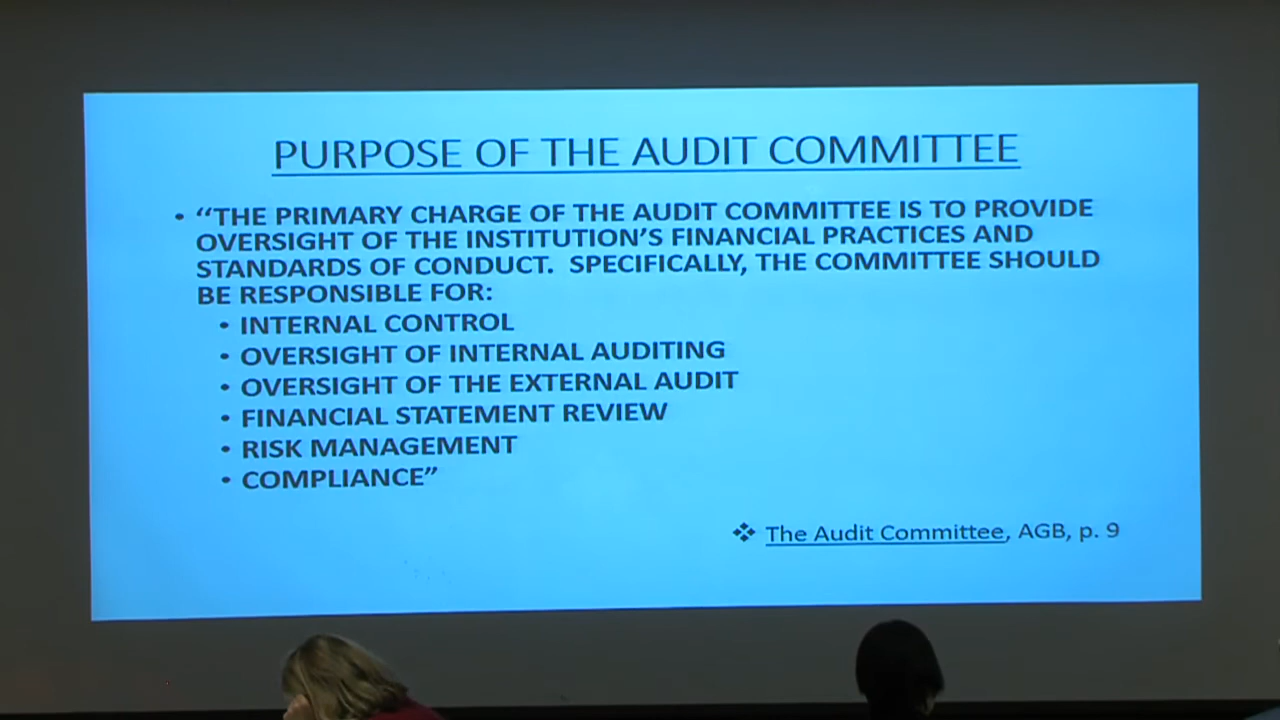 PURPOSE OF THE AUDIT COMMITTEE
• “THE PRIMARY CHARGE OF THE AUDIT COMMITTEE IS TO PROVIDE
OVERSIGHT OF THE INSTITUTION’S FINANCIAL PRACTICES AND
STANDARDS OF CONDUCT. SPECIFICALLY, THE COMMITTEE SHOULD
BE RESPONSIBLE FOR:
• INTERNAL CONTROL
• OVERSIGHT OF INTERNAL AUDITING
• OVERSIGHT OF THE EXTERNAL AUDIT
• FINANCIAL STATEMENT REVIEW
• RISK MANAGEMENT
• COMPLIANCE”
❖ The Audit Committee, AGB, p. 9